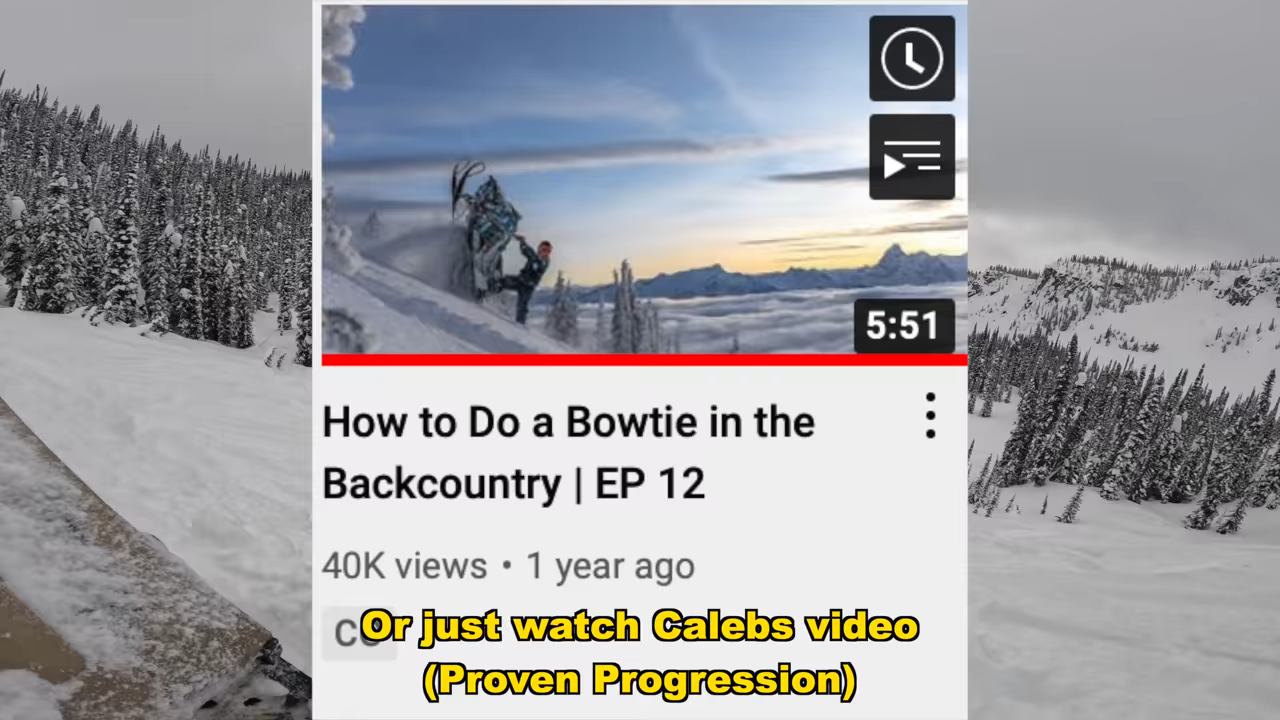 5:51
How to Do a Bowtie in the
Backcountry | EP 12
40K views • 1 year ago
Or just watch Calebs video
(Proven Progression)